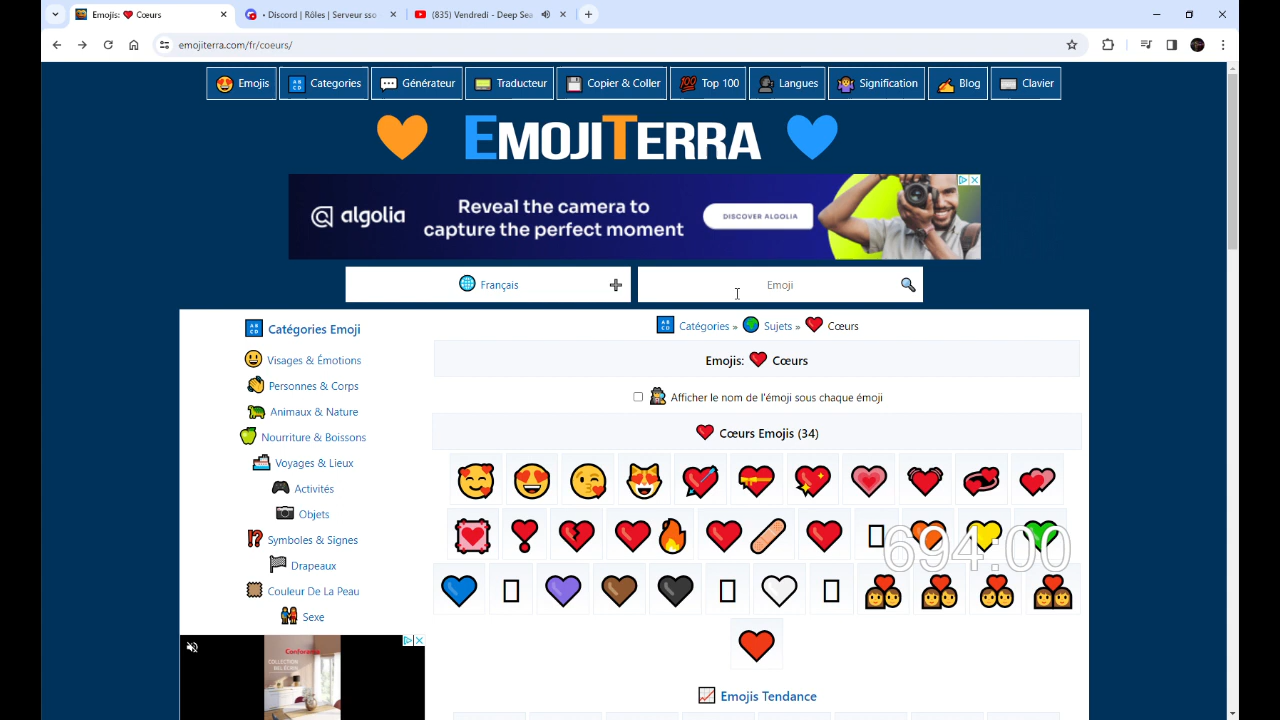 Emojis: ❤️ Cœurs
• Discord | Rôles | Serveur sso
(835) Vendredi - Deep Sea
emojiterra.com/fr/coeurs/
Emojis
Categories
Générateur
Traducteur
Copier & Coller
Top 100
Langues
Signification
Blog
Clavier
EMOJITERRA
algolia
Reveal the camera to
capture the perfect moment
DISCOVER ALGOLIA
Français
Emoji
Catégories Emoji
Visages & Émotions
Personnes & Corps
Animaux & Nature
Nourriture & Boissons
Voyages & Lieux
Activités
Objets
Symboles & Signes
Drapeaux
Couleur De La Peau
Sexe
Catégories » Sujets » Cœurs
Emojis: ❤️ Cœurs
Afficher le nom de l'émoji sous chaque émoji
Cœurs Emojis (34)
694:00
Emojis Tendance
Conforama